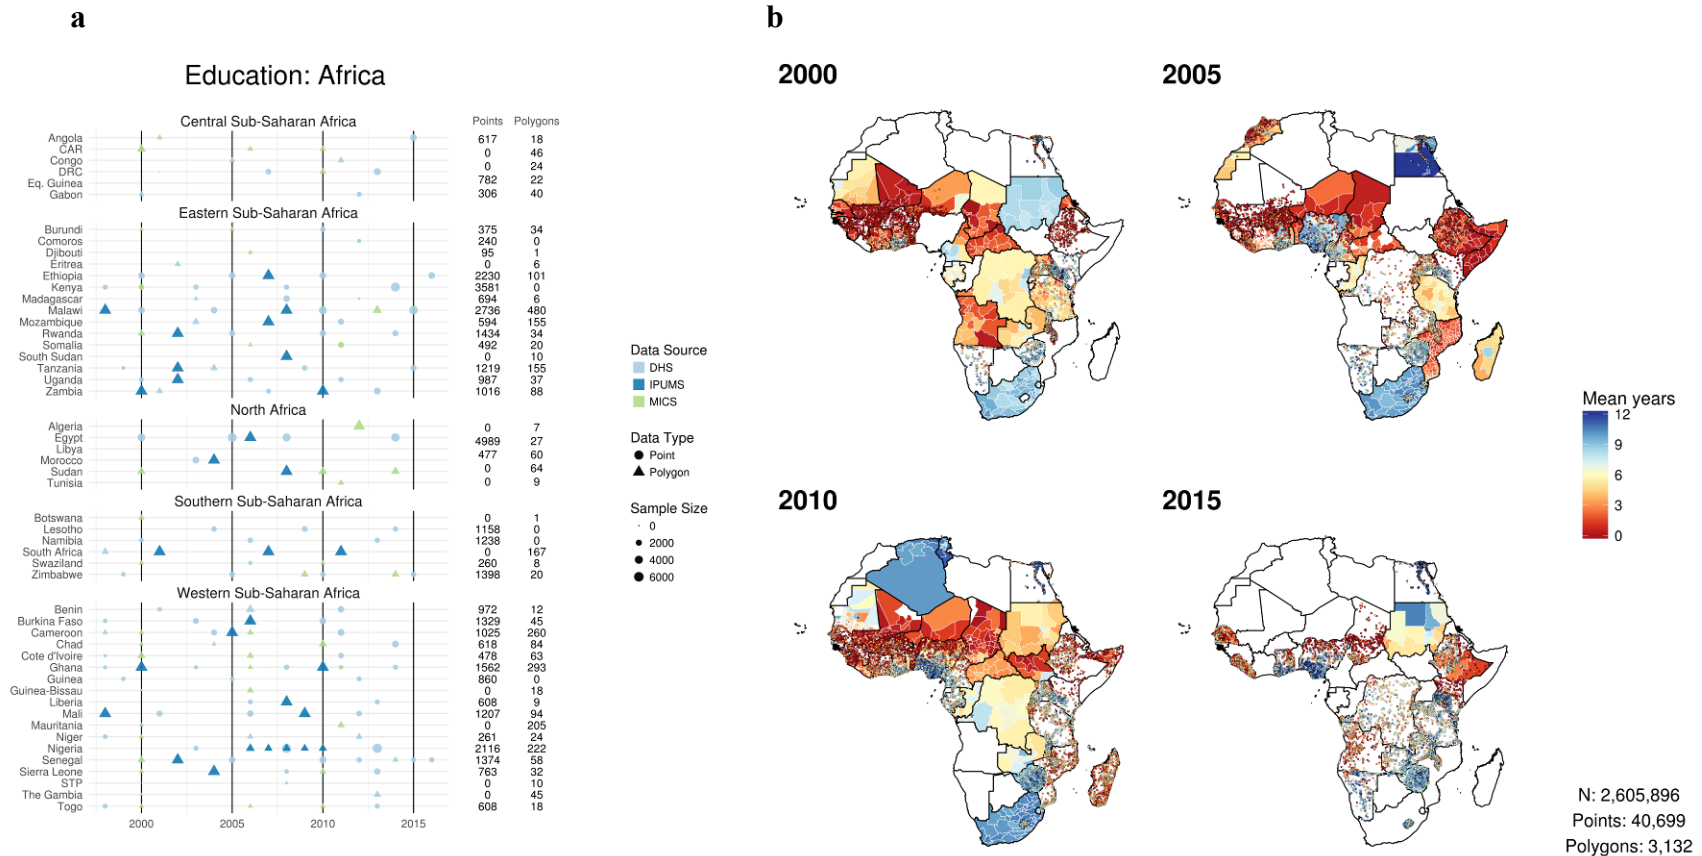 a
b
Education: Africa
Points Polygons
Central Sub-Saharan Africa
Angola 617 18
CAR 0 46
Congo 0 24
DRC 782 22
Eq. Guinea
Gabon 306 40
Eastern Sub-Saharan Africa
Burundi 375 34
Comoros 240 0
Djibouti 95 1
Eritrea 0 6
Ethiopia 2230 101
Kenya 3581 0
Madagascar 694 6
Malawi 2736 480
Mozambique 594 155
Rwanda 1434 34
Somalia 492 20
South Sudan 0 10
Tanzania 1219 155
Uganda 987 37
Zambia 1016 88
North Africa
Algeria 0 7
Egypt 4989 27
Libya
Morocco 477 60
Sudan 0 64
Tunisia 0 9
Southern Sub-Saharan Africa
Botswana 0 1
Lesotho 1158 0
Namibia 1238 0
South Africa 0 167
Swaziland 260 8
Zimbabwe 1398 20
Western Sub-Saharan Africa
Benin 972 12
Burkina Faso 1329 45
Cameroon 1025 260
Chad 618 84
Cote d'Ivoire 478 63
Ghana 1562 293
Guinea 860 0
Guinea-Bissau 0 18
Liberia 608 9
Mali 1207 94
Mauritania 0 205
Niger 261 24
Nigeria 2116 222
Senegal 1374 58
Sierra Leone 763 32
STP 0 10
The Gambia 0 45
Togo 608 18
2000 2005 2010 2015
Data Source
DHS
IPUMS
MICS
Data Type
Point
Polygon
Sample Size
0
2000
4000
6000
2000
2005
2010
2015
Mean years
12
9
6
3
0
N: 2,605,896
Points: 40,699
Polygons: 3,132